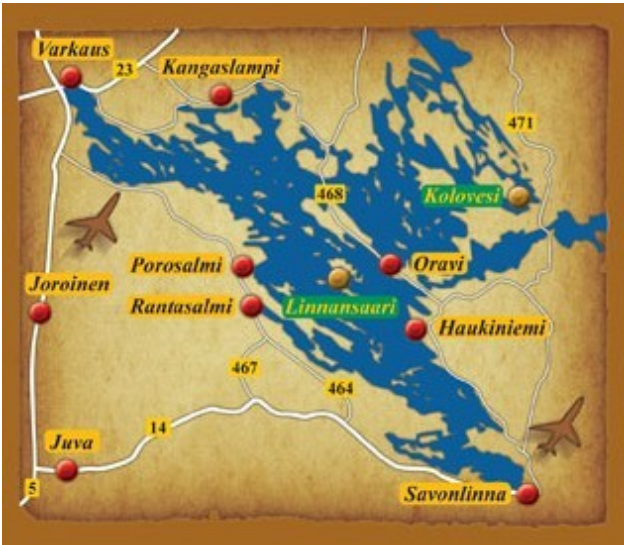 Varkaus
23
Kangaslampi
471
468
Kolovesi
Porosalmi
Oravi
Joroinen
Rantasalmi
Linnansaari
Haukiniemi
467
464
14
Juva
5
Savonlinna